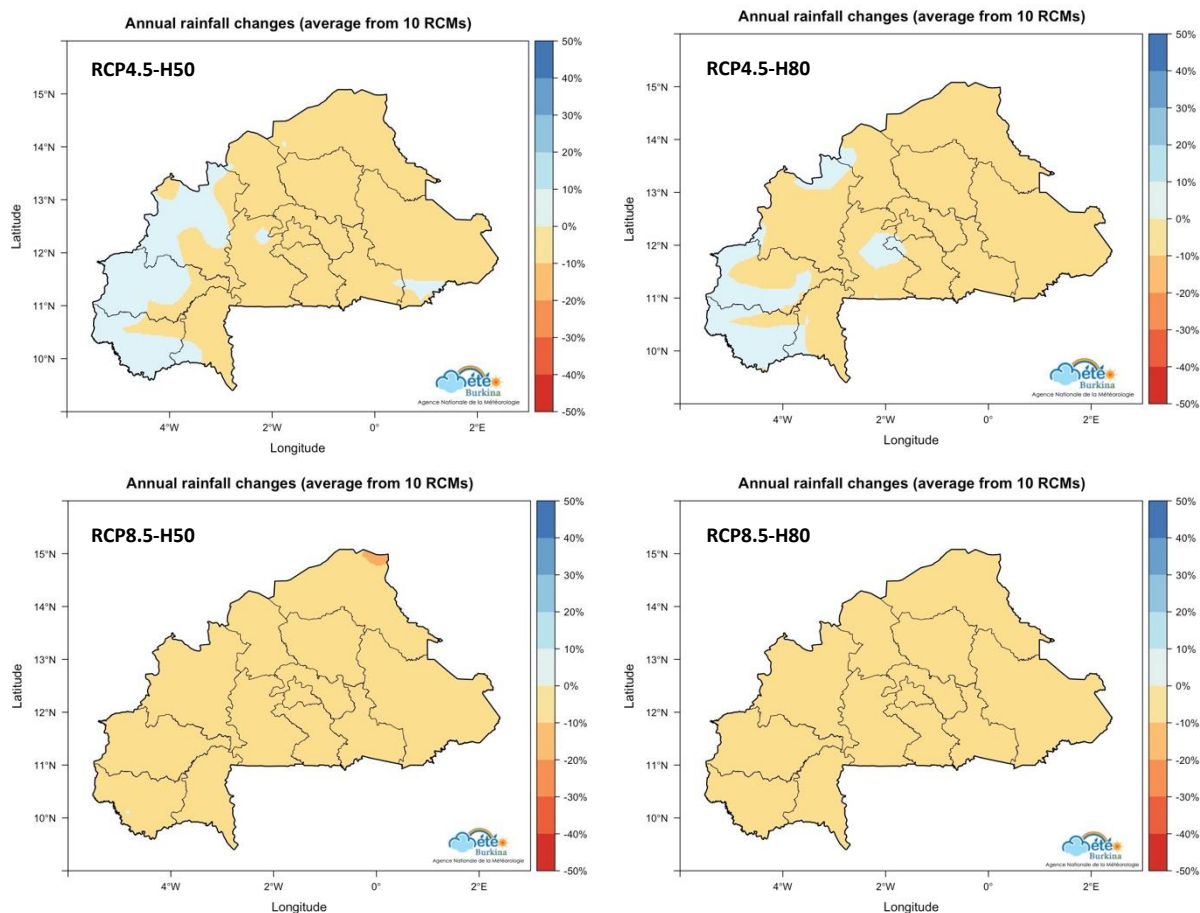 Annual rainfall changes (average from 10 RCMs)
RCP4.5-H50
15°N
14°N
13°N
12°N
11°N
10°N
Latitude
4°W 2°W 0° 2°E
Longitude
50%
40%
30%
20%
10%
0%
-10%
-20%
-30%
-40%
-50%
été
Burkina
Agence Nationale de la Météorologie
Annual rainfall changes (average from 10 RCMs)
RCP4.5-H80
15°N
14°N
13°N
12°N
11°N
10°N
Latitude
4°W 2°W 0° 2°E
Longitude
50%
40%
30%
20%
10%
0%
-10%
-20%
-30%
-40%
-50%
été
Burkina
Agence Nationale de la Météorologie
Annual rainfall changes (average from 10 RCMs)
RCP8.5-H50
15°N
14°N
13°N
12°N
11°N
10°N
Latitude
4°W 2°W 0° 2°E
Longitude
50%
40%
30%
20%
10%
0%
-10%
-20%
-30%
-40%
-50%
été
Burkina
Agence Nationale de la Météorologie
Annual rainfall changes (average from 10 RCMs)
RCP8.5-H80
15°N
14°N
13°N
12°N
11°N
10°N
Latitude
4°W 2°W 0° 2°E
Longitude
50%
40%
30%
20%
10%
0%
-10%
-20%
-30%
-40%
-50%
été
Burkina
Agence Nationale de la Météorologie